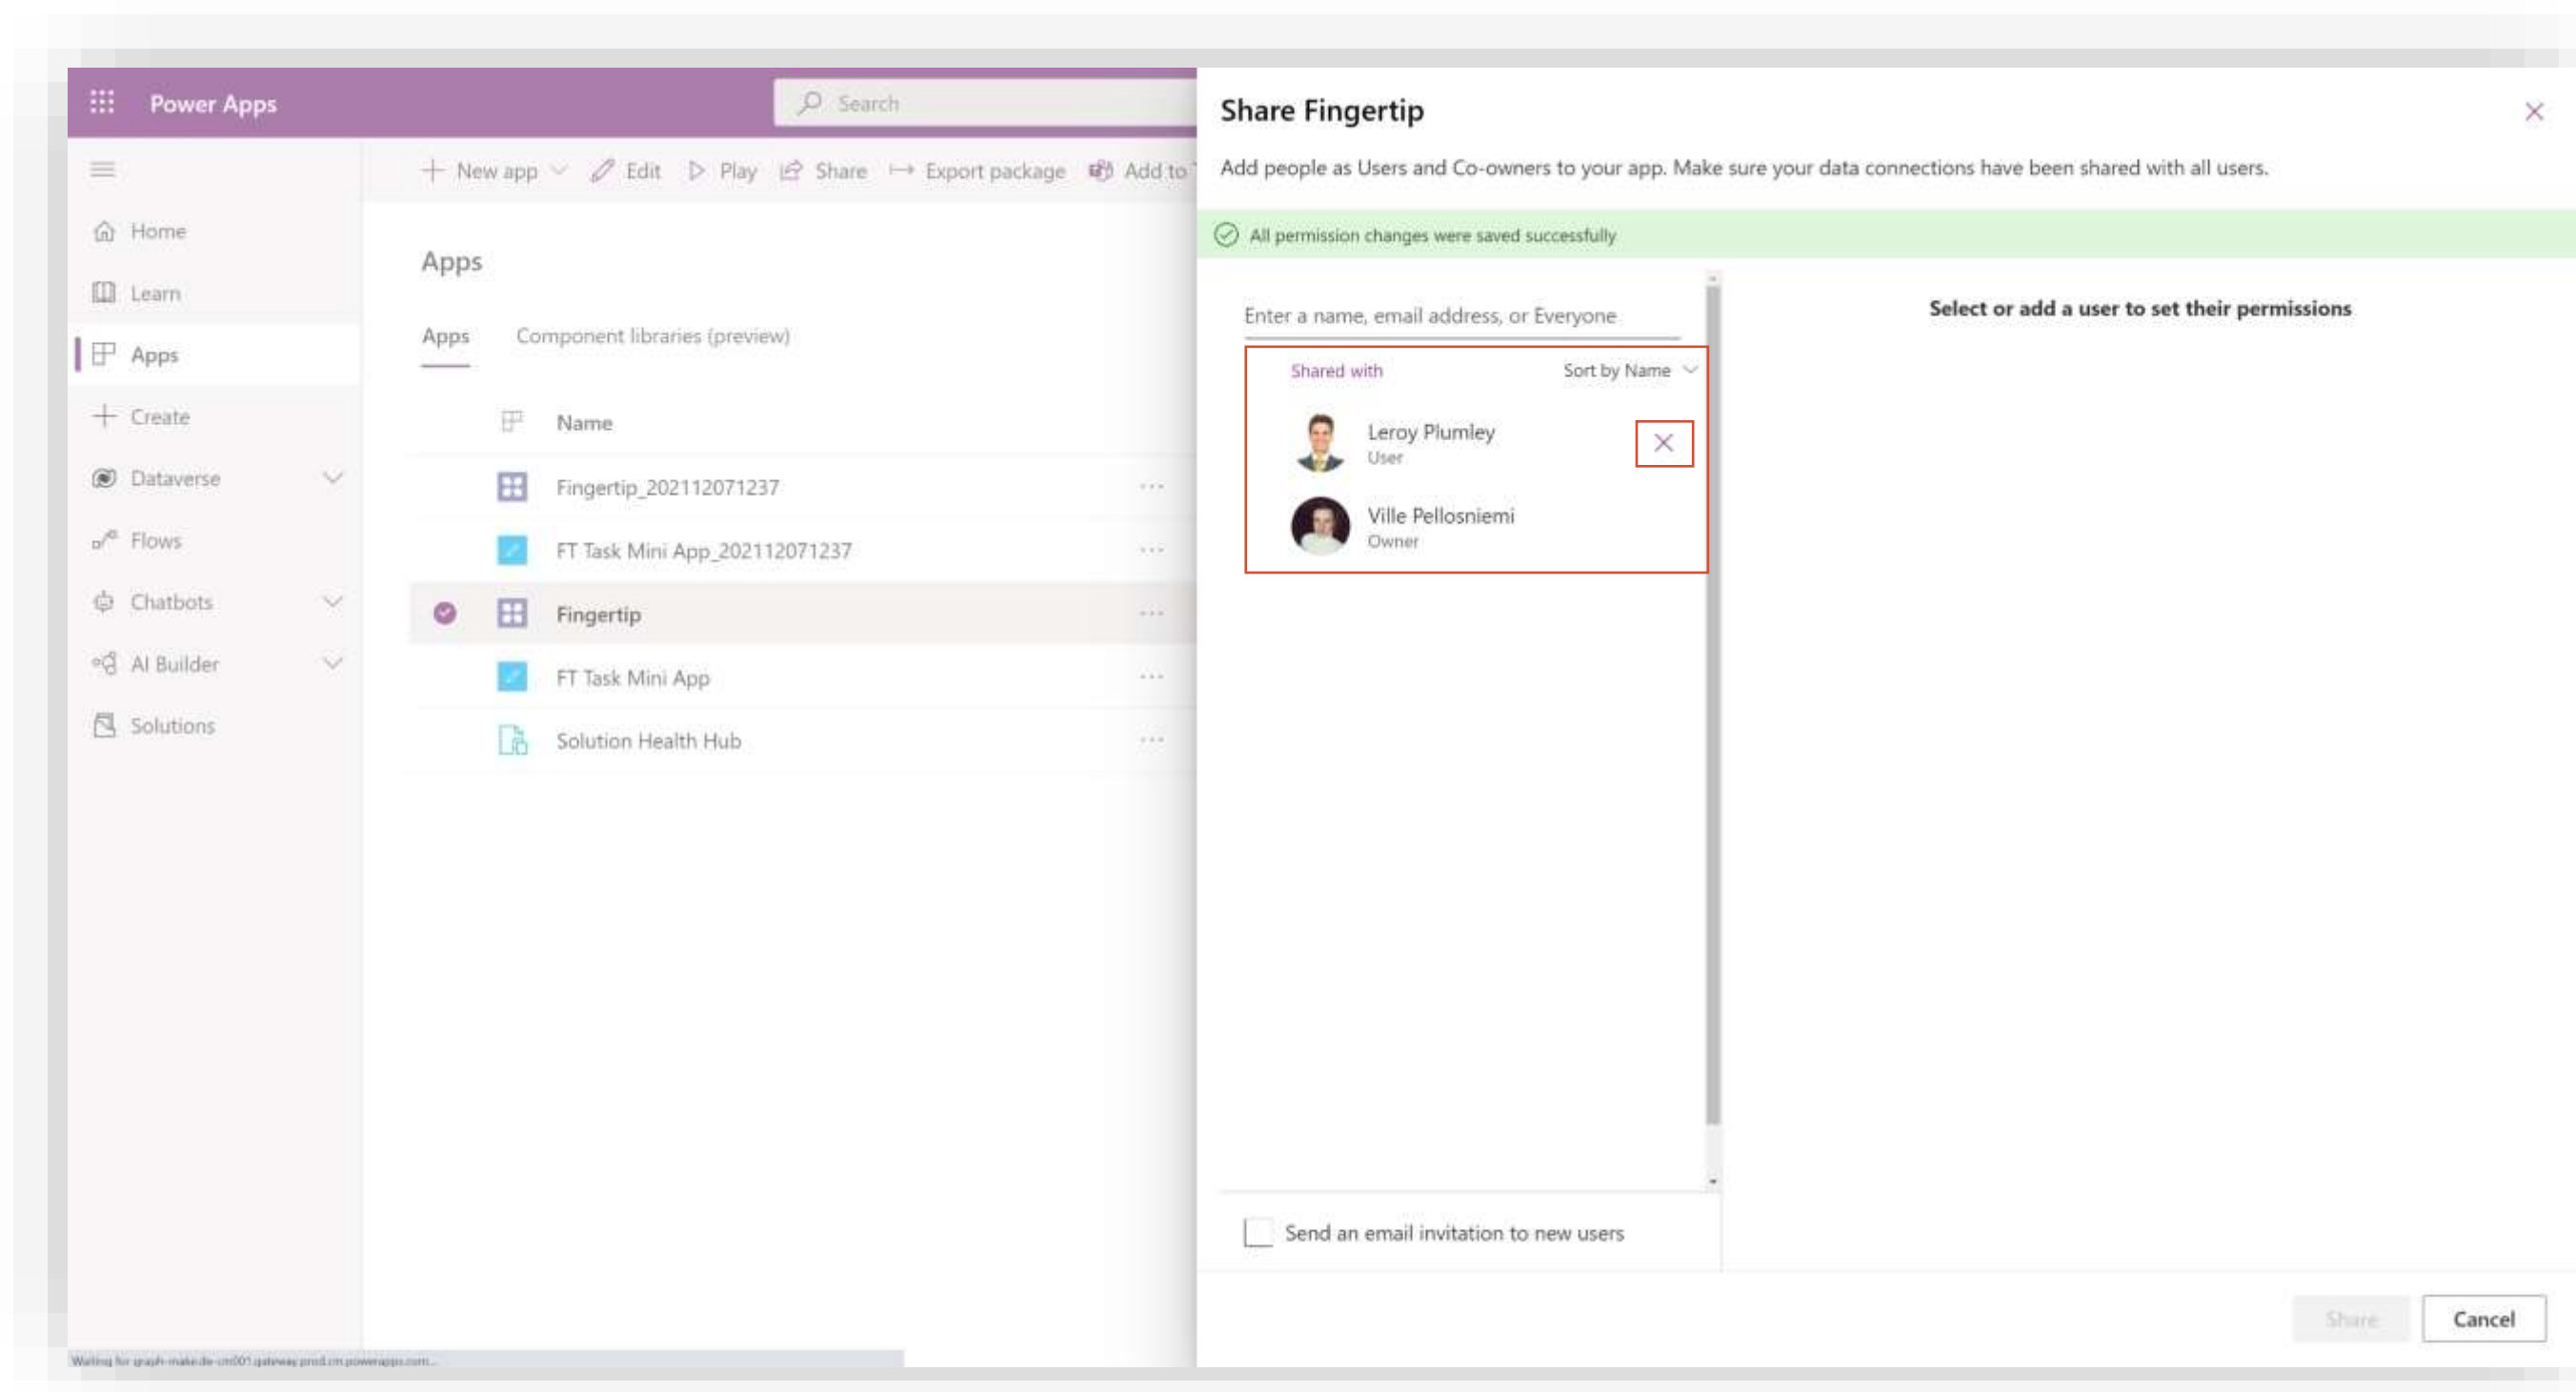 Power Apps
Search
New app
Edit
Play
Share
Export package
Add to
Home
Learn
Apps
Create
Dataverse
Flows
Chatbots
AI Builder
Solutions
Apps
Apps
Component libraries (preview)
Name
Fingertip_202112071237
FT Task Mini App_202112071237
Fingertip
FT Task Mini App
Solution Health Hub
Share Fingertip
Add people as Users and Co-owners to your app. Make sure your data connections have been shared with all users.
All permission changes were saved successfully
Enter a name, email address, or Everyone
Shared with
Sort by Name
Leroy Plumley
User
Ville Pellosniemi
Owner
Select or add a user to set their permissions
Send an email invitation to new users
Share
Cancel
Waiting for